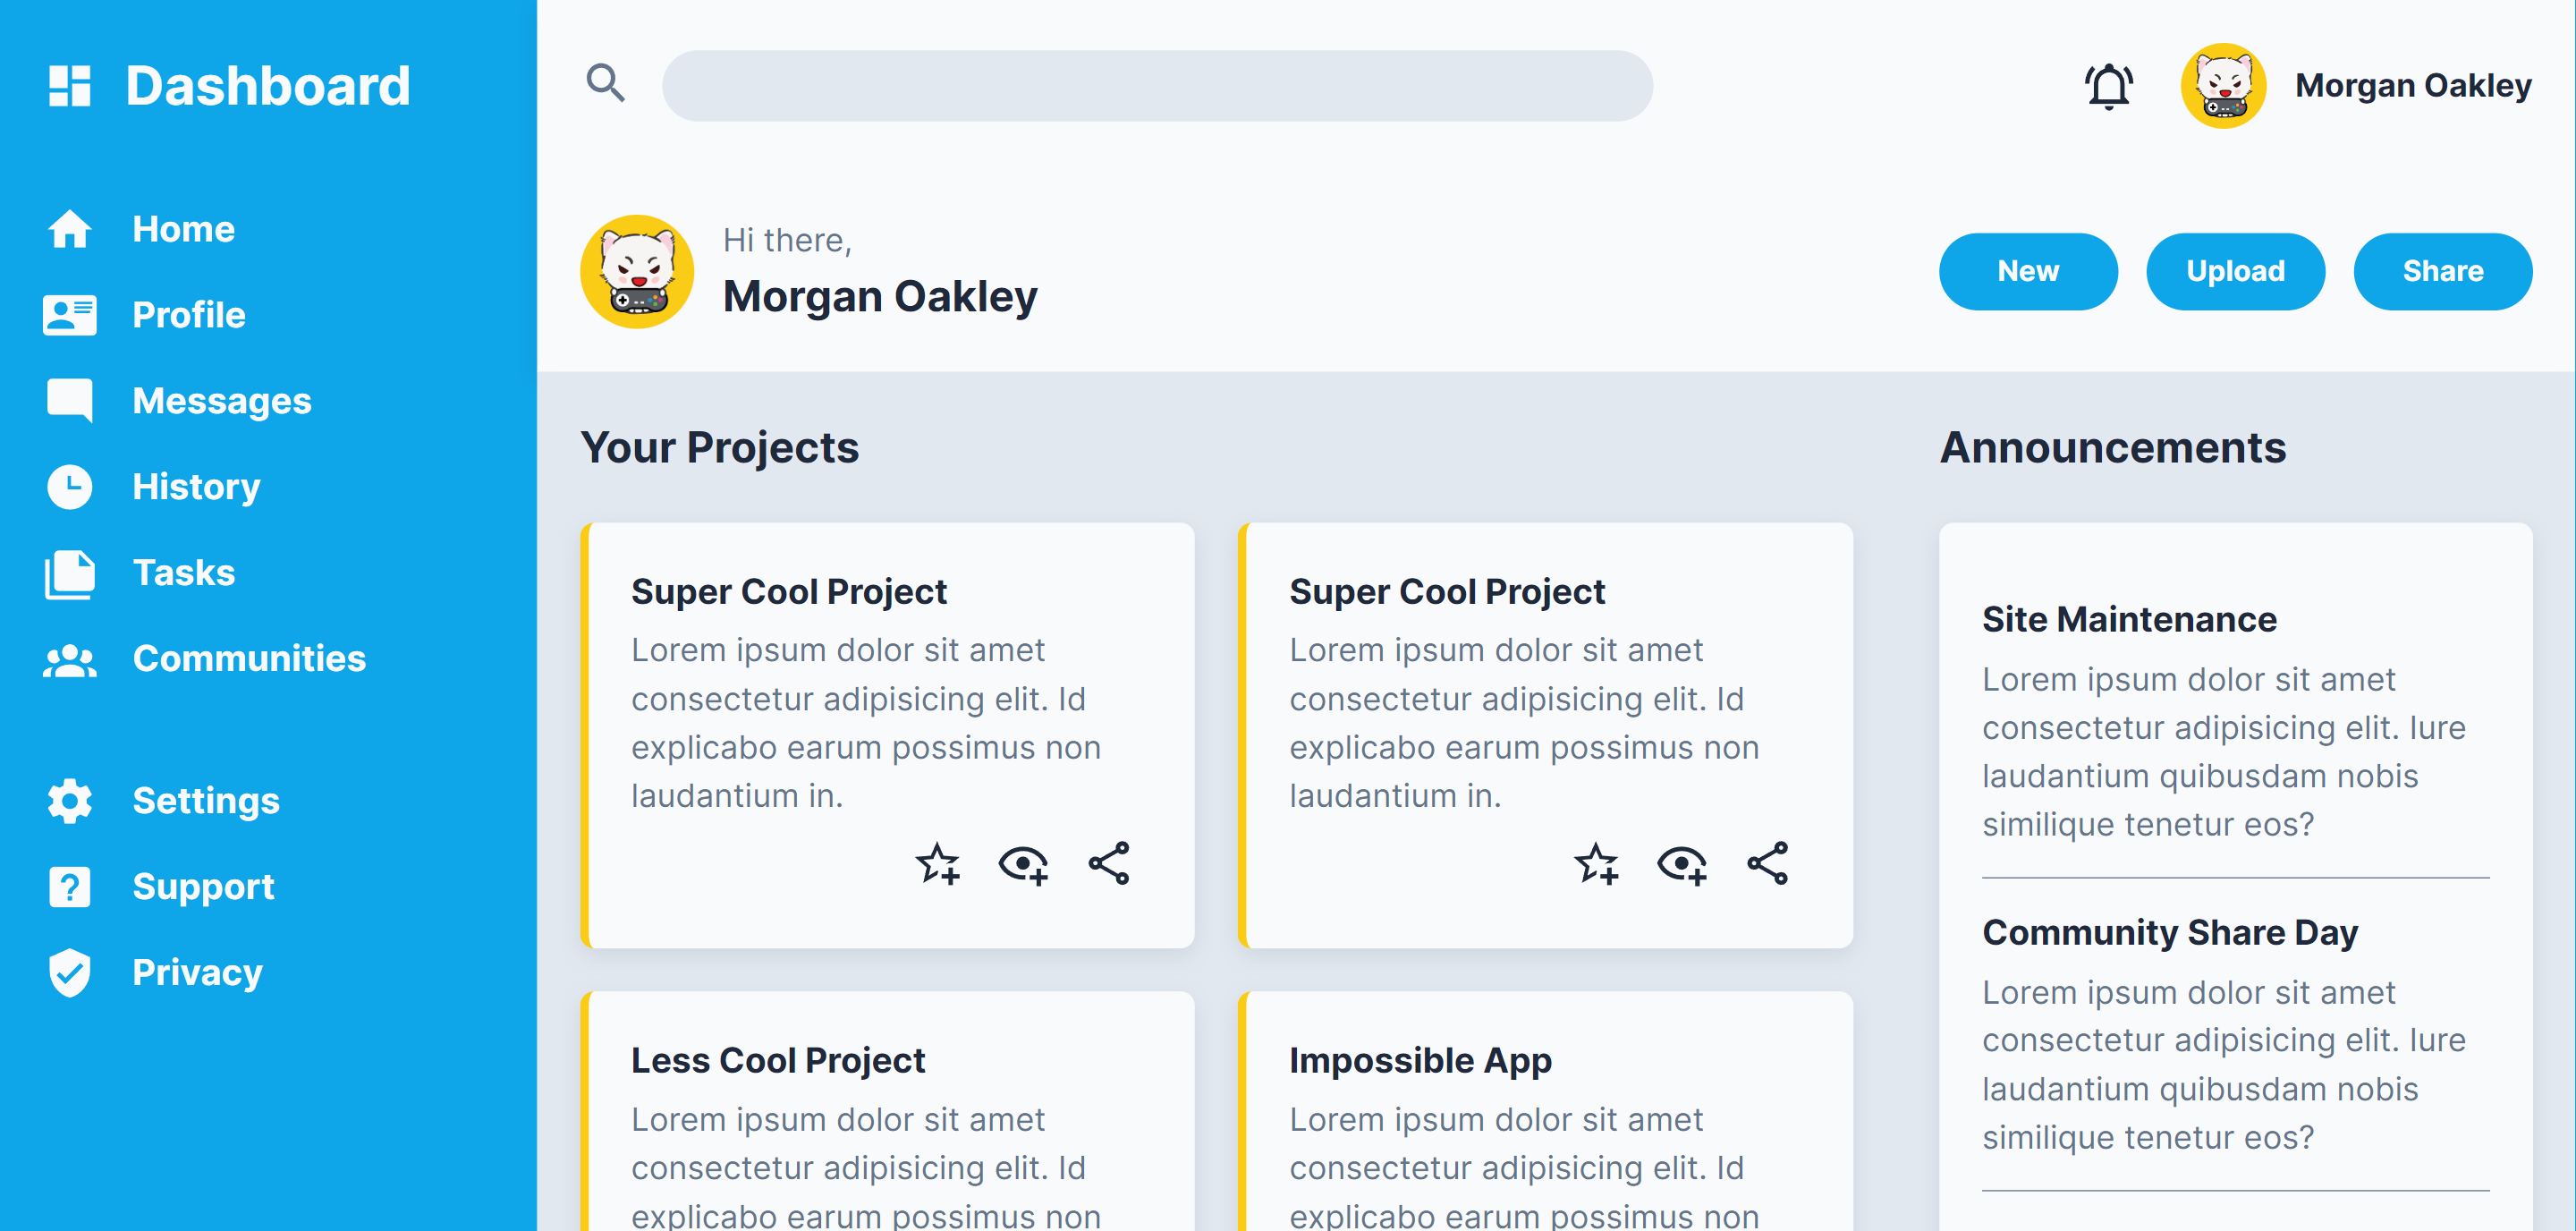 Dashboard
Home
Profile
Messages
History
Tasks
Communities
Settings
Support
Privacy
Morgan Oakley
Hi there,
Morgan Oakley
New
Upload
Share
Your Projects
Super Cool Project
Lorem ipsum dolor sit amet
consectetur adipisicing elit. Id
explicabo earum possimus non
laudantium in.
Super Cool Project
Lorem ipsum dolor sit amet
consectetur adipisicing elit. Id
explicabo earum possimus non
laudantium in.
Less Cool Project
Lorem ipsum dolor sit amet
consectetur adipisicing elit. Id
explicabo earum possimus non
Impossible App
Lorem ipsum dolor sit amet
consectetur adipisicing elit. Id
explicabo earum possimus non
Announcements
Site Maintenance
Lorem ipsum dolor sit amet
consectetur adipisicing elit. Iure
laudantium quibusdam nobis
similique tenetur eos?
Community Share Day
Lorem ipsum dolor sit amet
consectetur adipisicing elit. Iure
laudantium quibusdam nobis
similique tenetur eos?